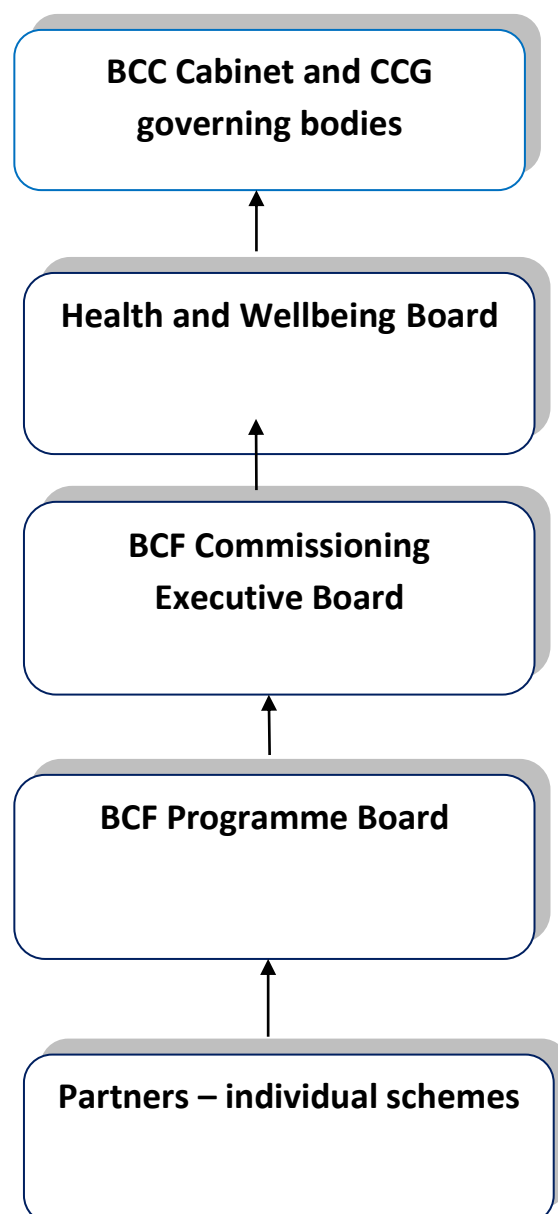 BCC Cabinet and CCG
governing bodies
Health and Wellbeing Board
BCF Commissioning
Executive Board
BCF Programme Board
Partners – individual schemes